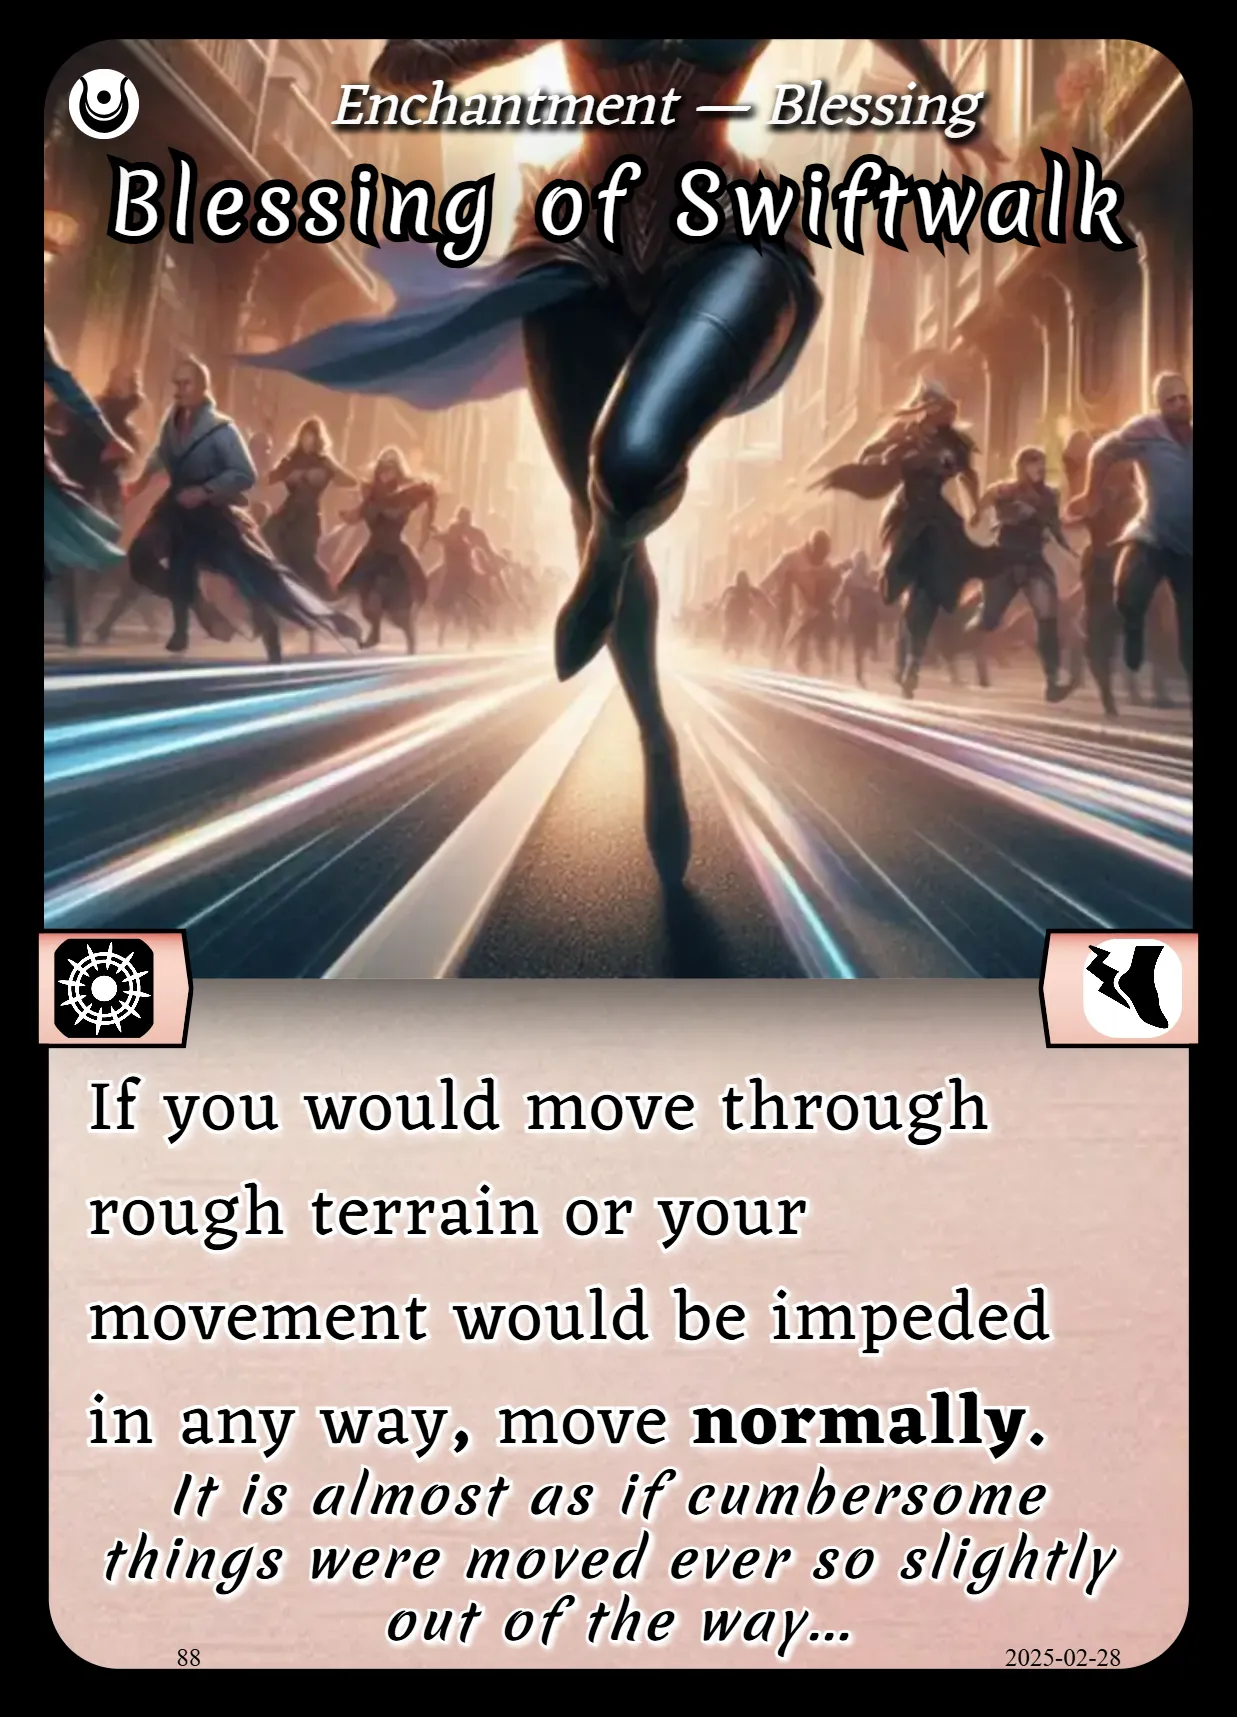 Enchantment — Blessing
Blessing of Swiftwalk
If you would move through
rough terrain or your
movement would be impeded
in any way, move normally.
It is almost as if cumbersome
things were moved ever so slightly
out of the way...
88
2025-02-28